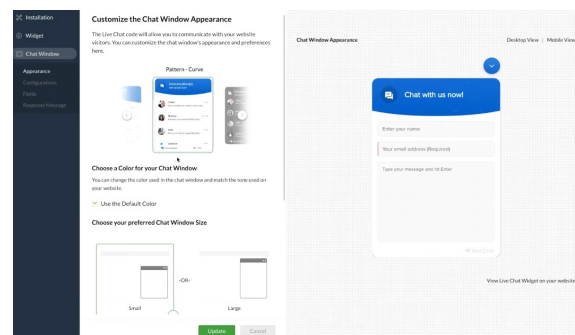 Installation
Widget
Chat Window
Appearance
Configurations
Fields
Response Message
Customize the Chat Window Appearance
The Live Chat code will allow you to communicate with your website
visitors. You can customize the chat window's appearance and preferences
here.
Pattern - Curve
Choose a Color for your Chat Window
You can change the color used in the chat window and match the tone used on
your website.
Use the Default Color
Choose your preferred Chat Window Size
-OR-
Small
Large
Update
Cancel
Chat Window Appearance
Desktop View | Mobile View
Chat with us now!
Enter your name
Your email address (Required)
Type your message and hit Enter
View Live Chat Widget on your website